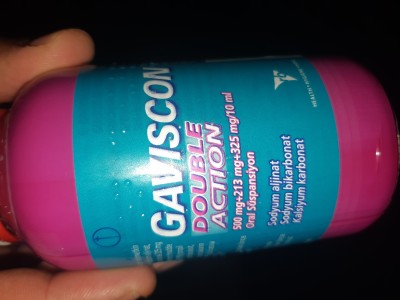 GAVISCON
DOUBLE
ACTION
500 mg+213 mg+325 mg/10 ml
Oral Süspansiyon
Sodyum aljinat
Sodyum bikarbonat
Kalsiyum karbonat